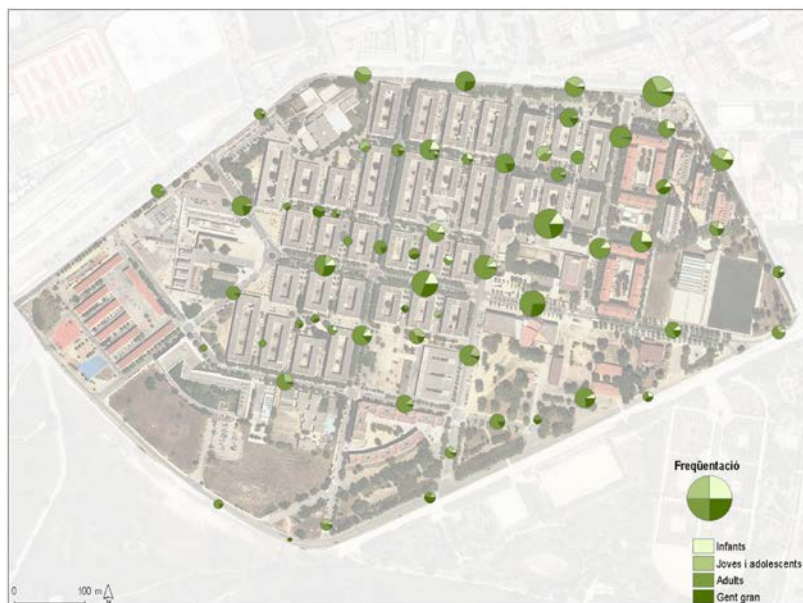 Freqüentació
Infants
Joves i adolescents
Adults
Gent gran
0 100 m